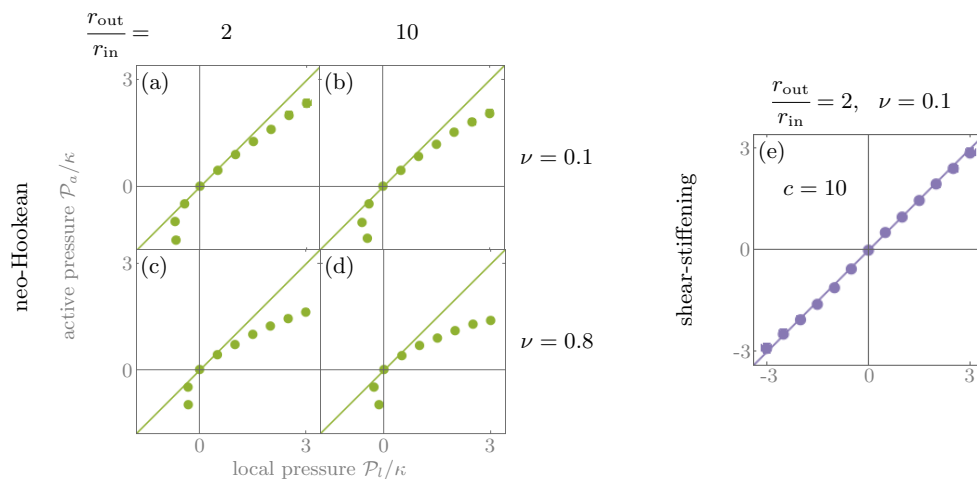 r_out/r_in = 2 10
(a) (b)
3
0
ν = 0.1
(c) (d)
3
0
ν = 0.8
0 3 0 3
local pressure 𝒫_l/κ
active pressure 𝒫_a/κ
neo-Hookean
r_out/r_in = 2, ν = 0.1
(e)
3
c = 10
0
-3
-3 0 3
shear-stiffening